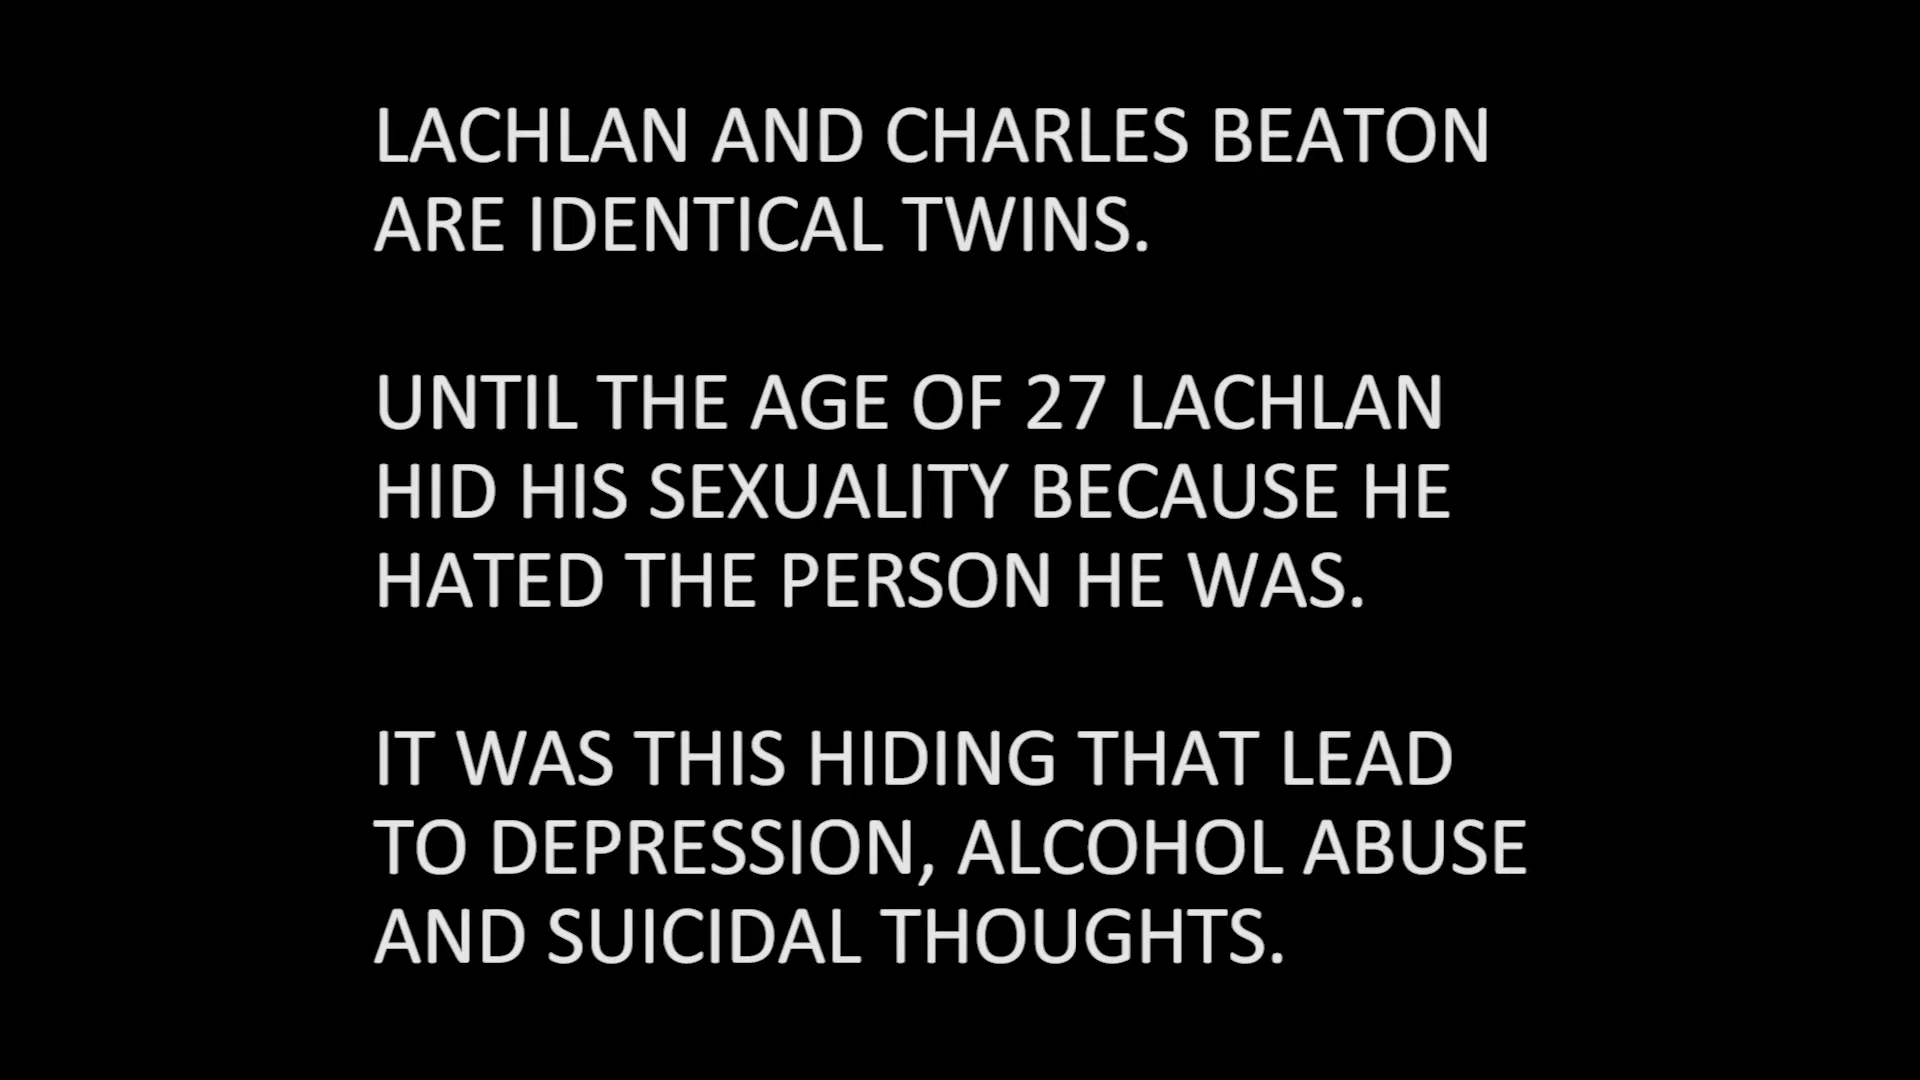 LACHLAN AND CHARLES BEATON
ARE IDENTICAL TWINS.
UNTIL THE AGE OF 27 LACHLAN
HID HIS SEXUALITY BECAUSE HE
HATED THE PERSON HE WAS.
IT WAS THIS HIDING THAT LEAD
TO DEPRESSION, ALCOHOL ABUSE
AND SUICIDAL THOUGHTS.